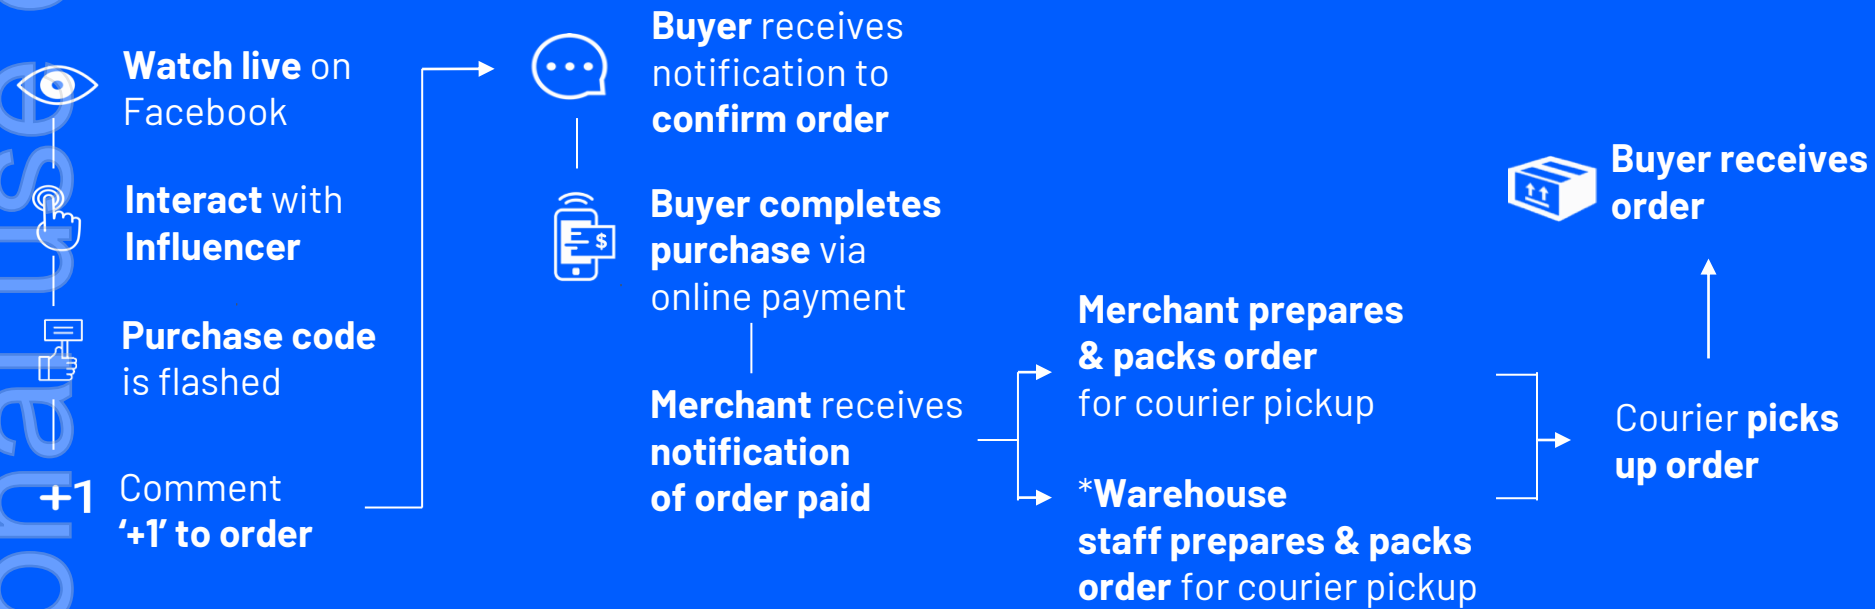 Watch live on
Facebook
Interact with
Influencer
Purchase code
is flashed
+1 Comment
‘+1’ to order
Buyer receives
notification to
confirm order
$
Buyer completes
purchase via
online payment
Merchant receives
notification
of order paid
Merchant prepares
& packs order
for courier pickup
*Warehouse
staff prepares & packs
order for courier pickup
Courier picks
up order
Buyer receives
order
onal use o